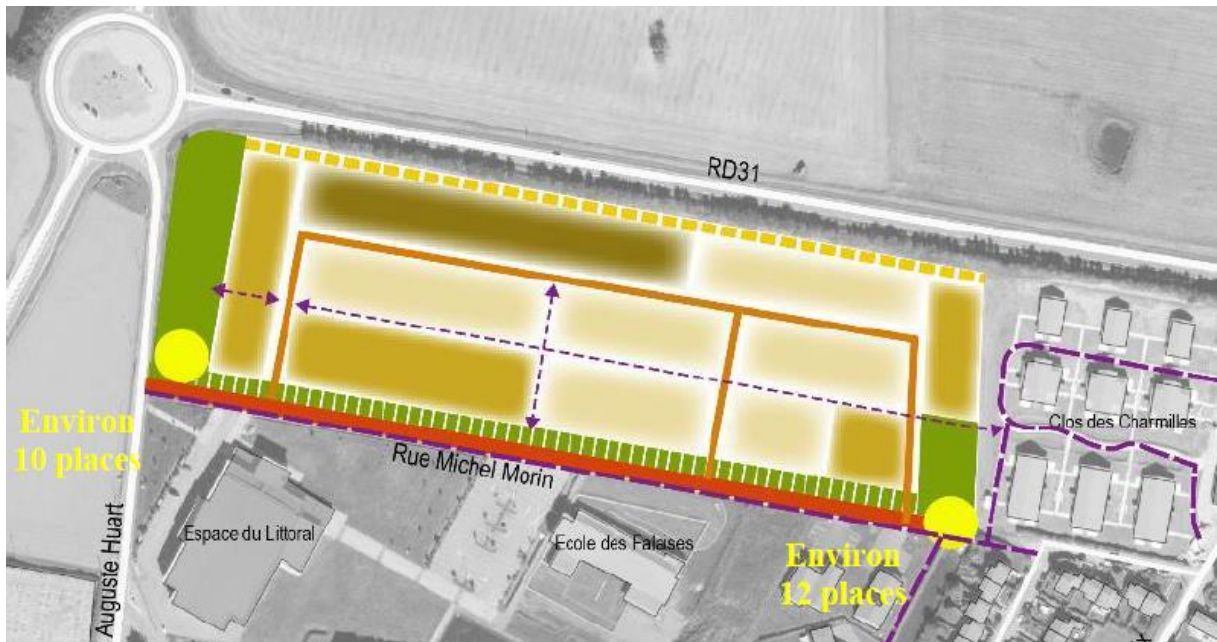 RD31
Environ
10 places
Rue Michel Morin
Clos des Charmilles
Espace du Littoral
Ecole des Falaises
Environ
12 places
Auguste Huart